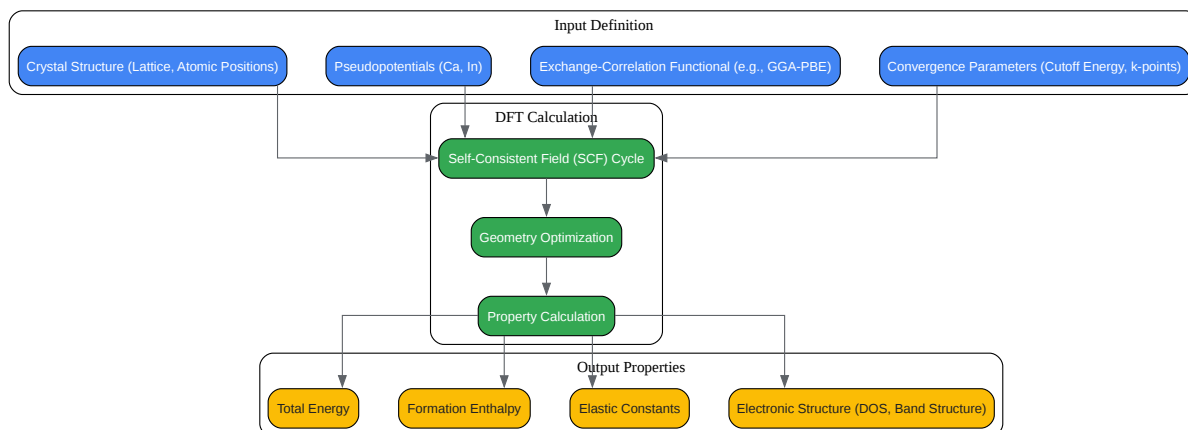 Input Definition
Crystal Structure (Lattice, Atomic Positions)
Pseudopotentials (Ca, In)
Exchange-Correlation Functional (e.g., GGA-PBE)
Convergence Parameters (Cutoff Energy, k-points)
DFT Calculation
Self-Consistent Field (SCF) Cycle
Geometry Optimization
Property Calculation
Output Properties
Total Energy
Formation Enthalpy
Elastic Constants
Electronic Structure (DOS, Band Structure)